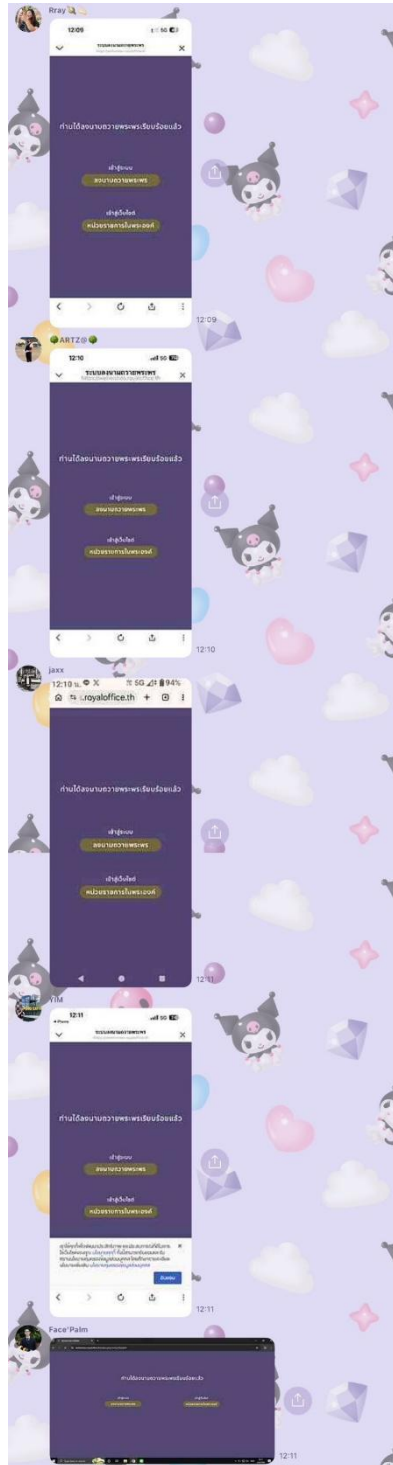 Rray
12:09
5G
ระบบลงนามถวายพระพร
ท่านได้ลงนามถวายพระพรเรียบร้อยแล้ว
เข้าสู่ระบบ
ลงนามถวายพระพร
เข้าสู่เว็บไซต์
หน่วยราชการในพระองค์
12:09
ARTZ@
12:10
5G
ระบบลงนามถวายพระพร
ท่านได้ลงนามถวายพระพรเรียบร้อยแล้ว
เข้าสู่ระบบ
ลงนามถวายพระพร
เข้าสู่เว็บไซต์
หน่วยราชการในพระองค์
12:10
jaxx
12:10 น. 5G 94%
.royaloffice.th
ท่านได้ลงนามถวายพระพรเรียบร้อยแล้ว
เข้าสู่ระบบ
ลงนามถวายพระพร
เข้าสู่เว็บไซต์
หน่วยราชการในพระองค์
12:11
YIM
12:11
5G
ระบบลงนามถวายพระพร
ท่านได้ลงนามถวายพระพรเรียบร้อยแล้ว
เข้าสู่ระบบ
ลงนามถวายพระพร
เข้าสู่เว็บไซต์
หน่วยราชการในพระองค์
12:11
Face'Palm
ท่านได้ลงนามถวายพระพรเรียบร้อยแล้ว
12:11